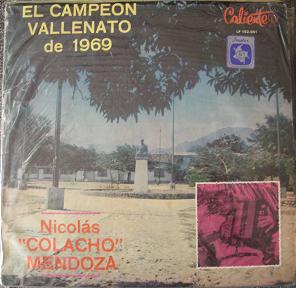 EL CAMPEON
VALLENATO
de 1969
Caliente
Nicolás
"COLACHO"
MENDOZA